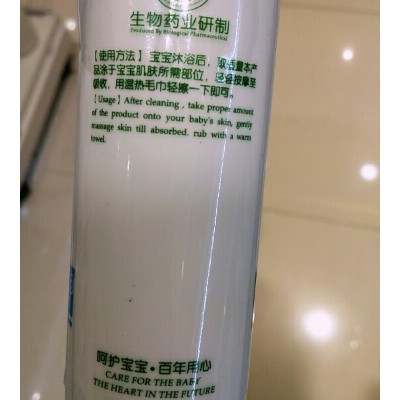 生物药业研制
Produced By Biological Pharmaceutical
【使用方法】宝宝沐浴后，取适量本产
品涂于宝宝肌肤所需部位，轻轻按摩至
吸收，用温热毛巾轻擦一下即可。
【Usage】After cleaning , take proper amount
of the product onto your baby's skin, gently
massage skin till absorbed. rub with a warm
towel.
呵护宝宝·百年用心
CARE FOR THE BABY
THE HEART IN THE FUTURE